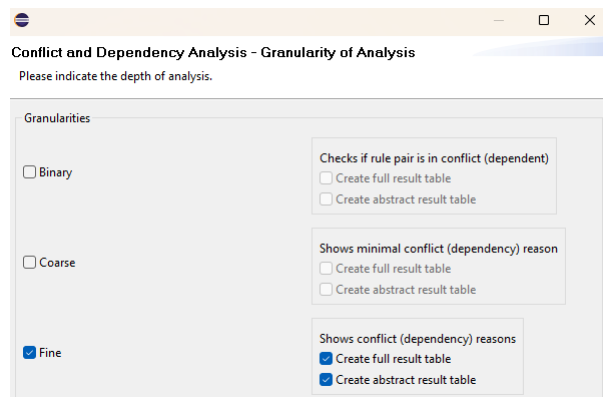 Conflict and Dependency Analysis - Granularity of Analysis
Please indicate the depth of analysis.
Granularities
Binary
Checks if rule pair is in conflict (dependent)
Create full result table
Create abstract result table
Coarse
Shows minimal conflict (dependency) reason
Create full result table
Create abstract result table
Fine
Shows conflict (dependency) reasons
Create full result table
Create abstract result table